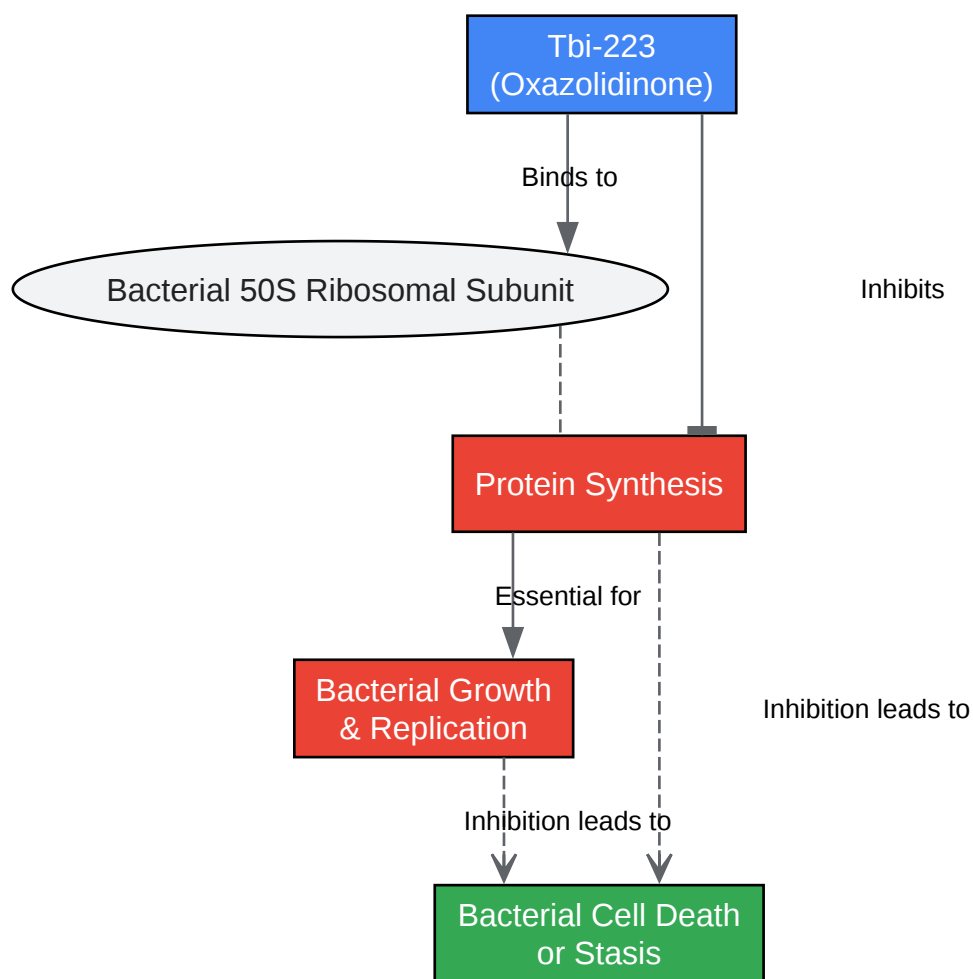 Tbi-223
(Oxazolidinone)
Binds to
Bacterial 50S Ribosomal Subunit
Inhibits
Protein Synthesis
Essential for
Bacterial Growth
& Replication
Inhibition leads to
Inhibition leads to
Bacterial Cell Death
or Stasis